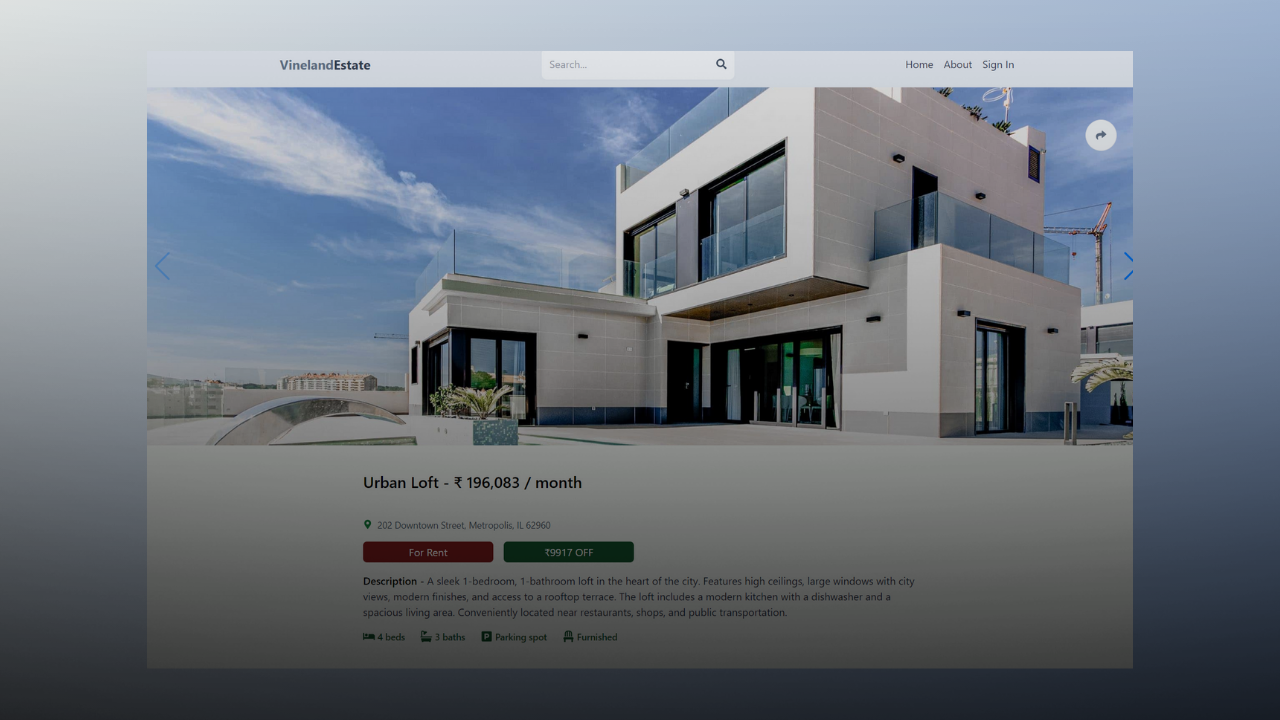 VinelandEstate
Search...
Home About Sign In
Urban Loft - ₹ 196,083 / month
202 Downtown Street, Metropolis, IL 62960
For Rent
₹9917 OFF
Description - A sleek 1-bedroom, 1-bathroom loft in the heart of the city. Features high ceilings, large windows with city
views, modern finishes, and access to a rooftop terrace. The loft includes a modern kitchen with a dishwasher and a
spacious living area. Conveniently located near restaurants, shops, and public transportation.
4 beds 3 baths Parking spot Furnished